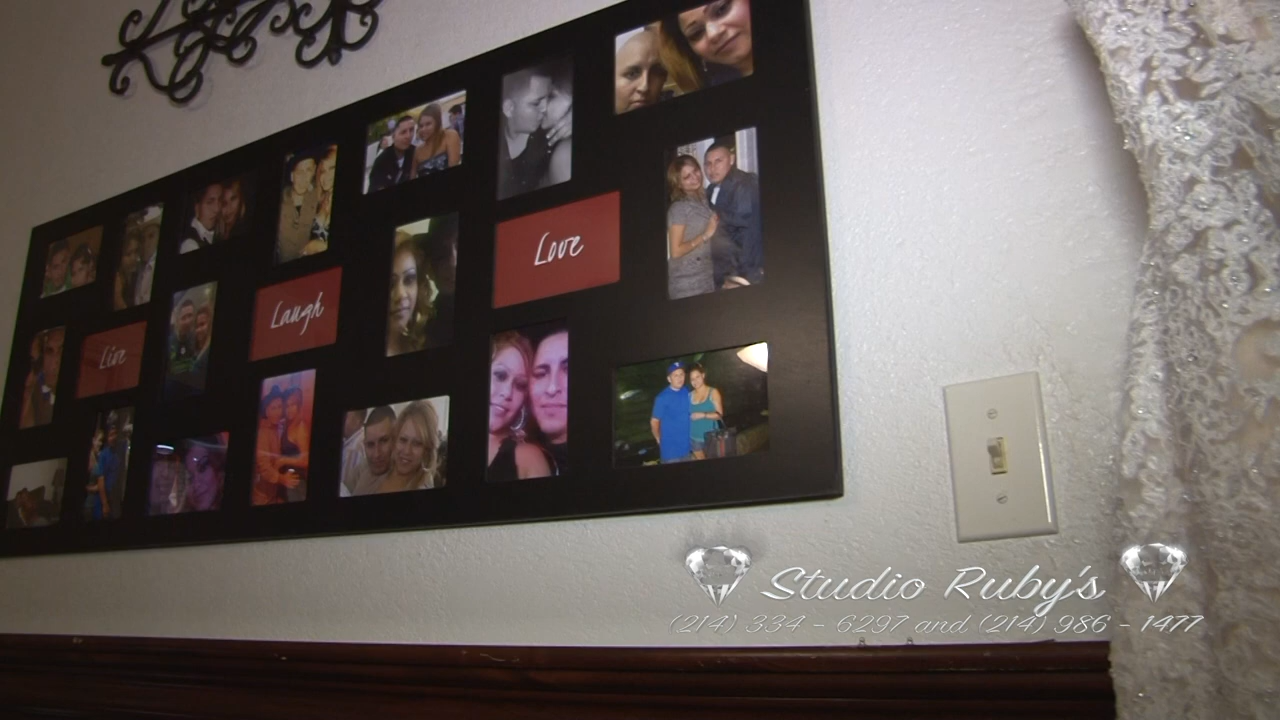 Live
Laugh
Love
Studio Ruby's
(214) 334 - 6297 and (214) 986 - 1477